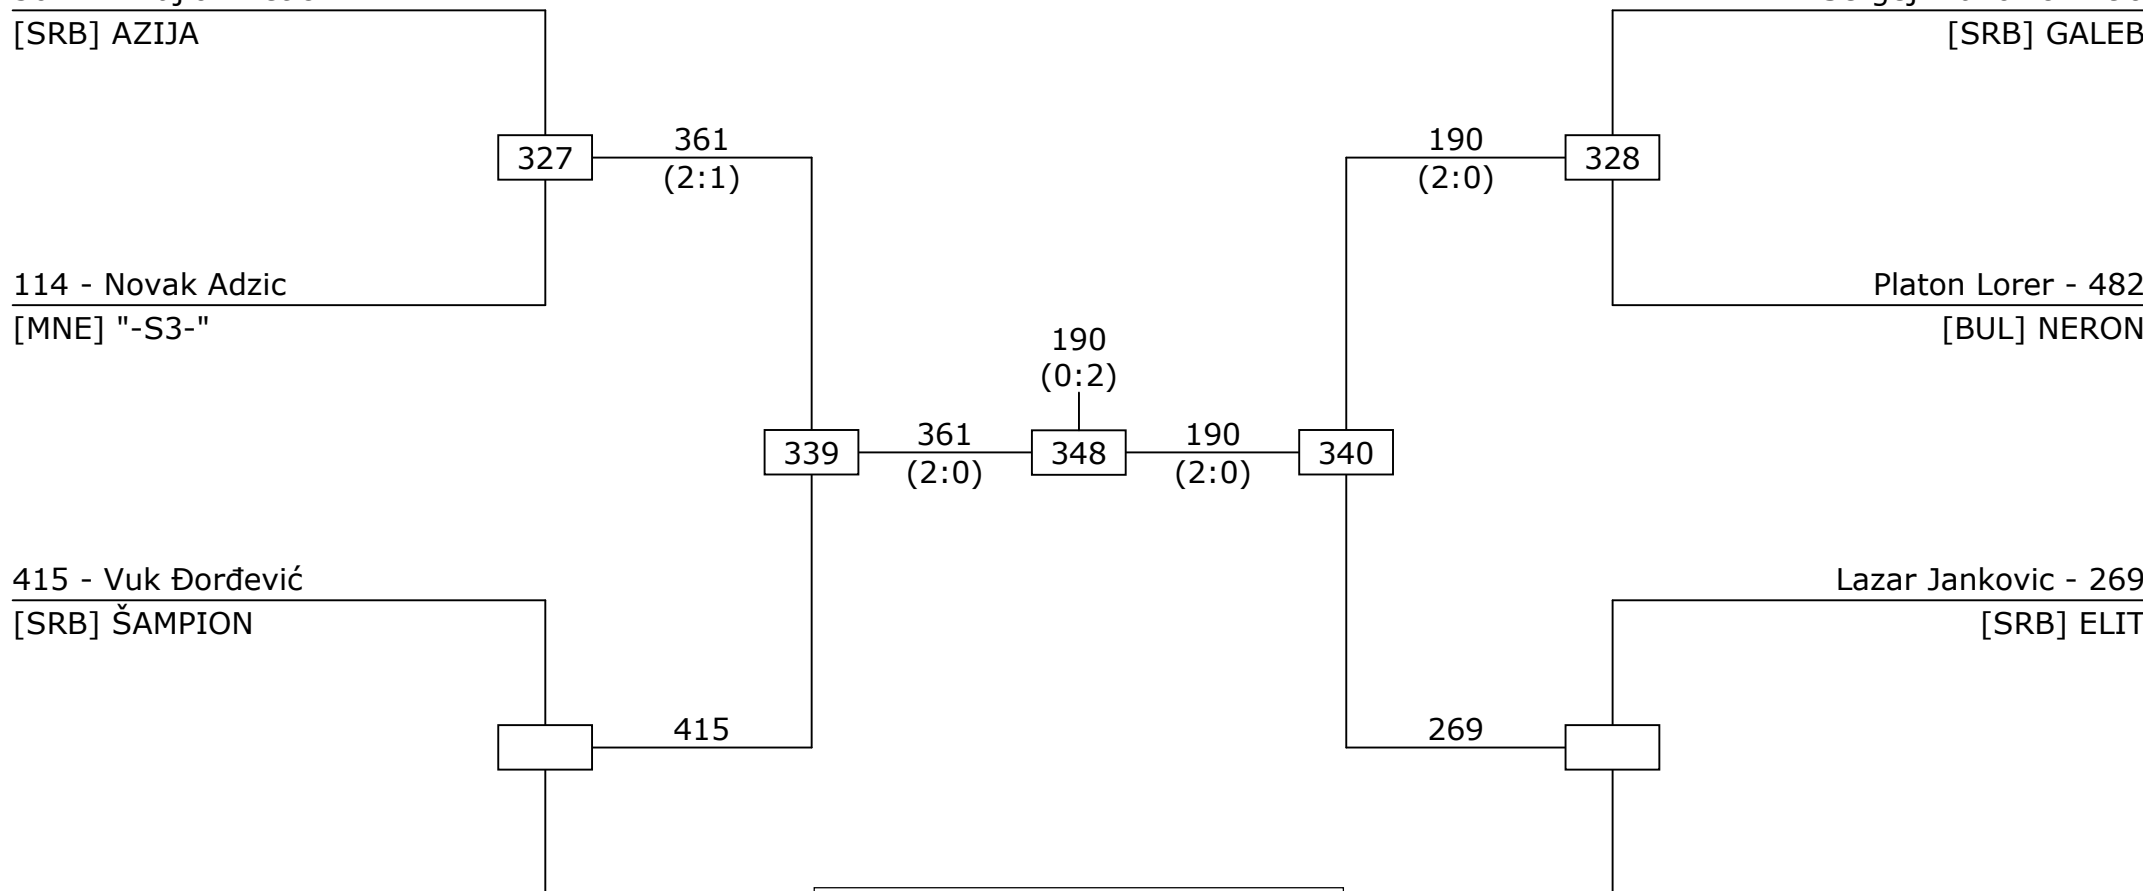 [SRB] AZIJA
[SRB] GALEB
361
190
327
328
(2:1)
(2:0)
114 - Novak Adzic
Platon Lorer - 482
[MNE] "-S3-"
[BUL] NERON
190
(0:2)
339
361
348
190
340
(2:0)
(2:0)
415 - Vuk Đorđević
Lazar Jankovic - 269
[SRB] ŠAMPION
[SRB] ELIT
415
269